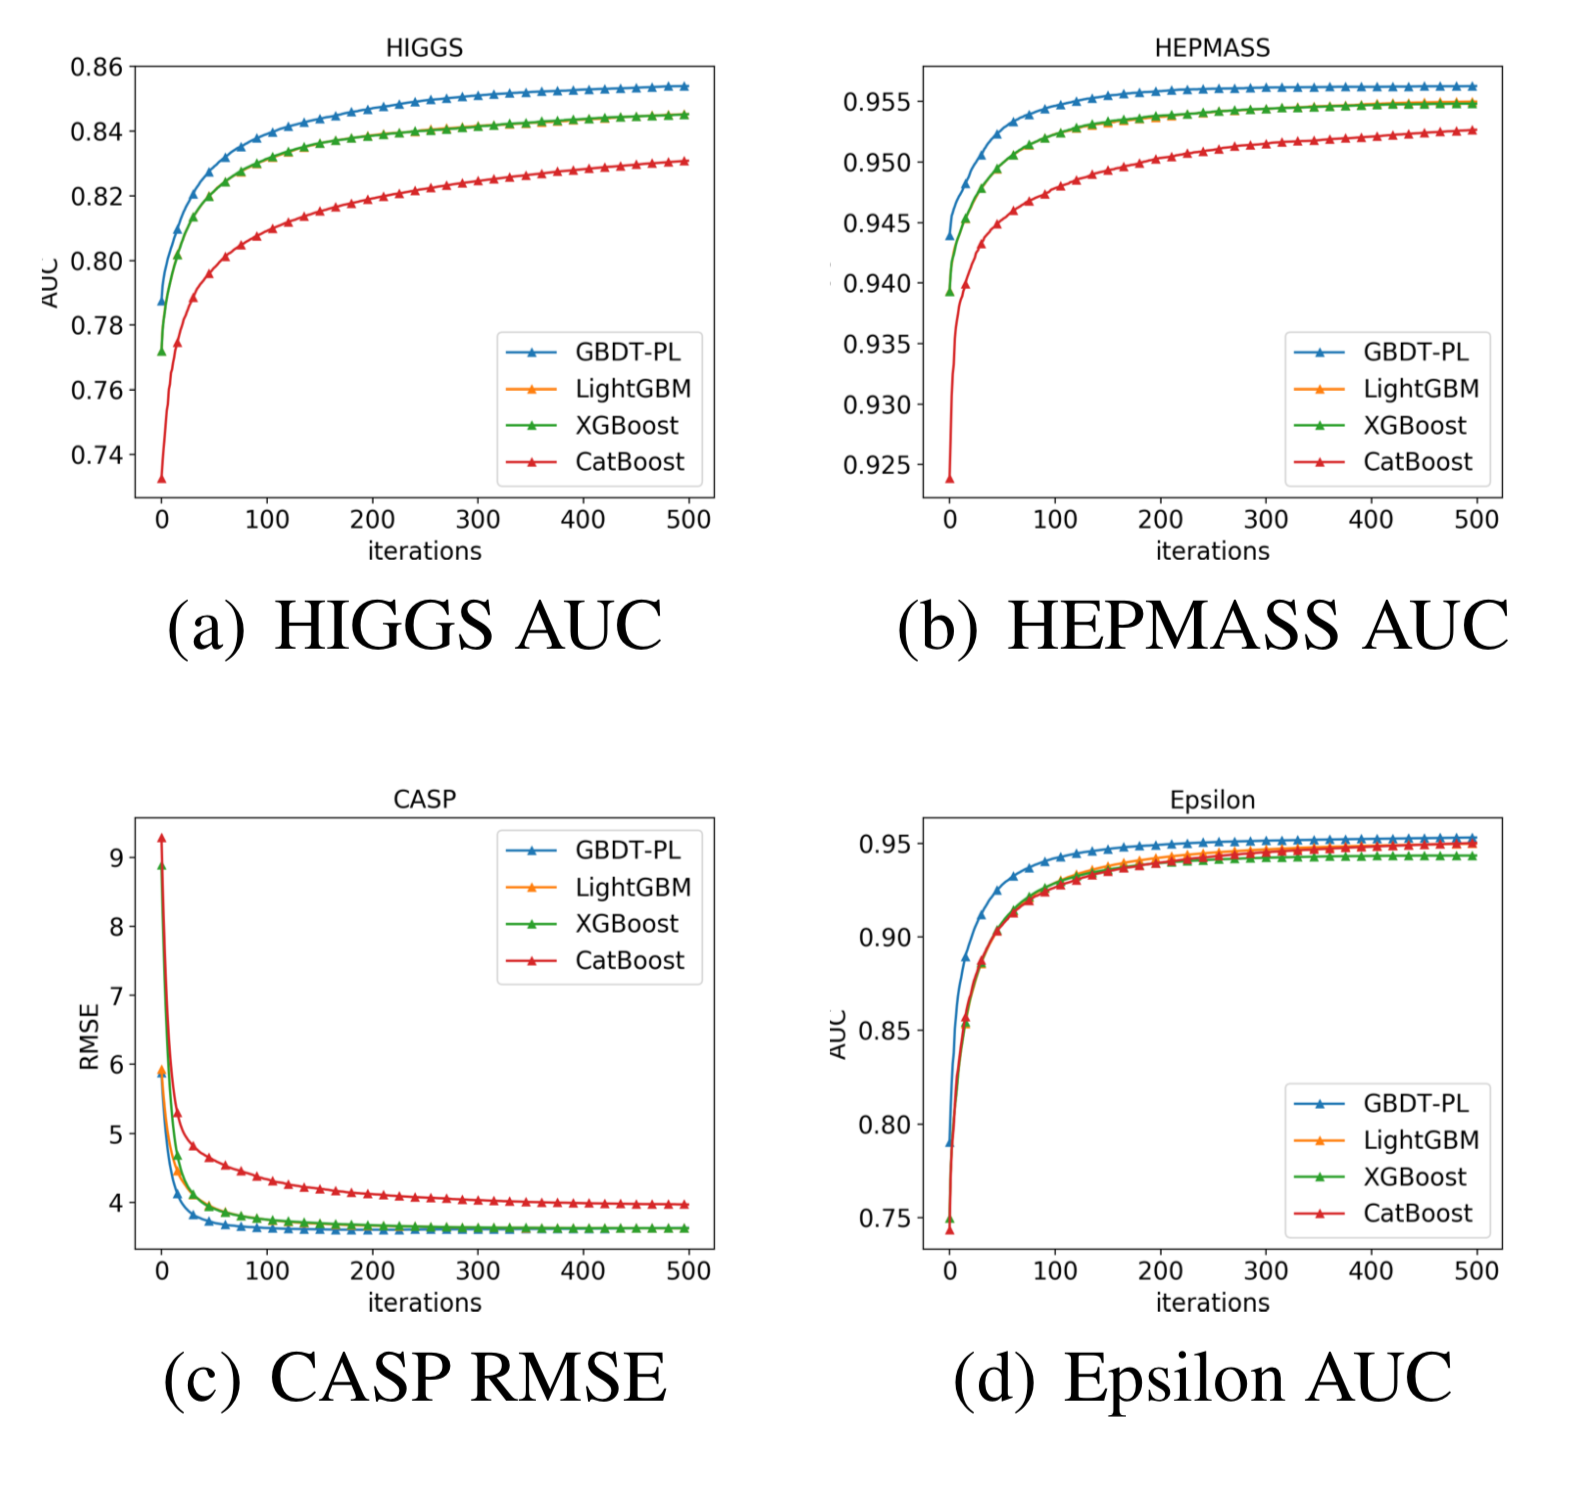 HIGGS
0.86
0.84
0.82
0.80
0.78
0.76
0.74
AUC
GBDT-PL
LightGBM
XGBoost
CatBoost
0 100 200 300 400 500
iterations
(a) HIGGS AUC
HEPMASS
0.955
0.950
0.945
0.940
0.935
0.930
0.925
GBDT-PL
LightGBM
XGBoost
CatBoost
0 100 200 300 400 500
iterations
(b) HEPMASS AUC
CASP
9
8
7
6
5
4
RMSE
GBDT-PL
LightGBM
XGBoost
CatBoost
0 100 200 300 400 500
iterations
(c) CASP RMSE
Epsilon
0.95
0.90
0.85
0.80
0.75
AUC
GBDT-PL
LightGBM
XGBoost
CatBoost
0 100 200 300 400 500
iterations
(d) Epsilon AUC